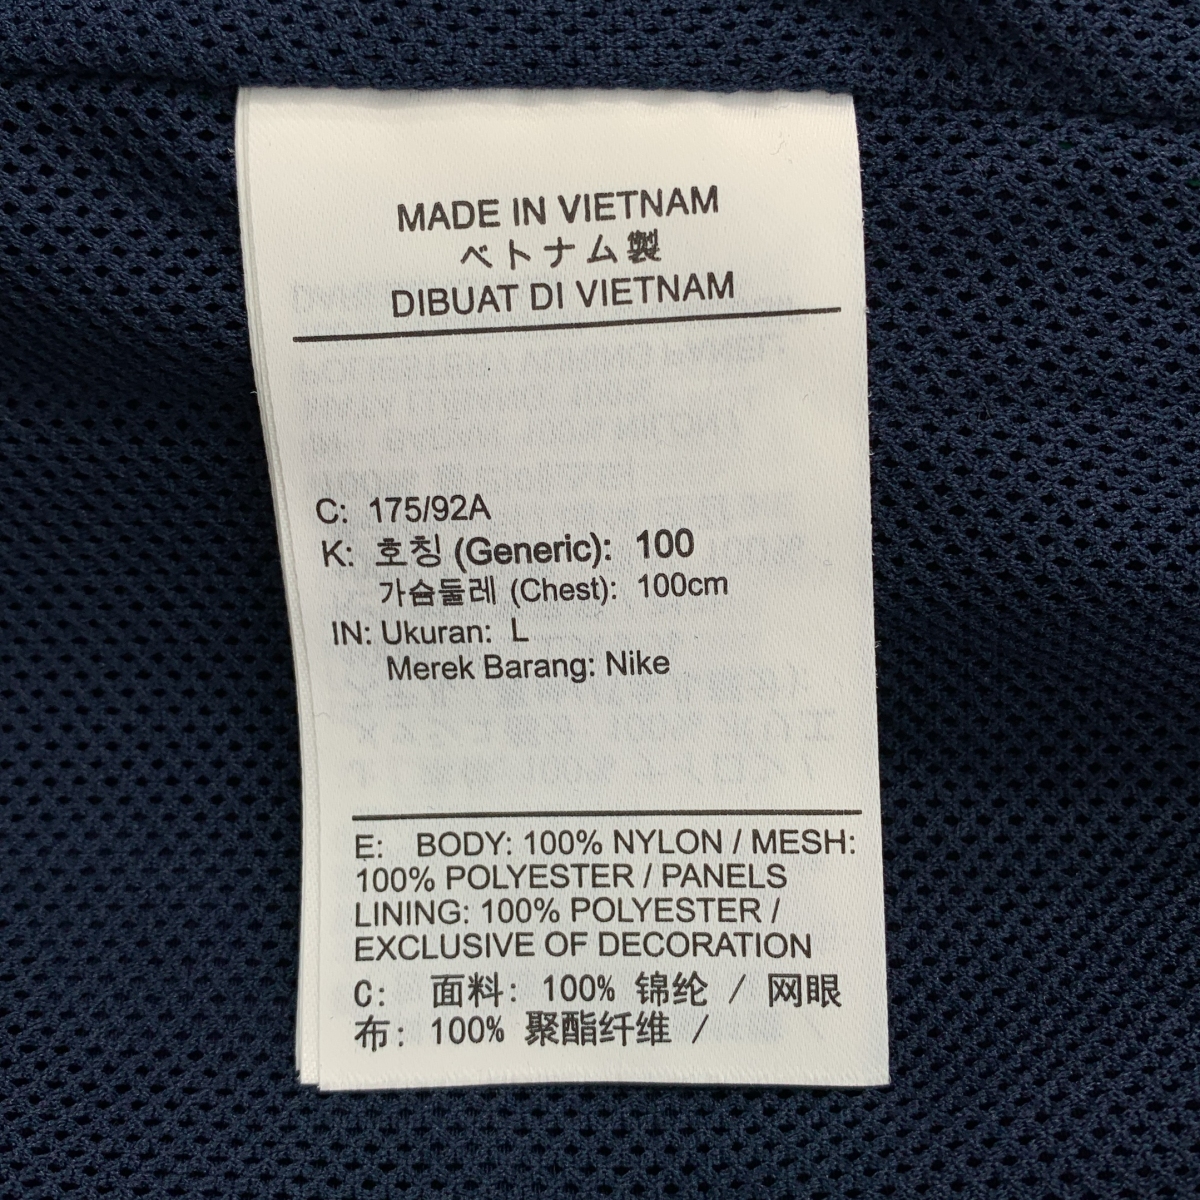 MADE IN VIETNAM
ベトナム製
DIBUAT DI VIETNAM
C: 175/92A
K: 호칭 (Generic): 100
가슴둘레 (Chest): 100cm
IN: Ukuran: L
Merek Barang: Nike
E: BODY: 100% NYLON / MESH:
100% POLYESTER / PANELS
LINING: 100% POLYESTER /
EXCLUSIVE OF DECORATION
C: 面料: 100% 锦纶 / 网眼
布: 100% 聚酯纤维 /